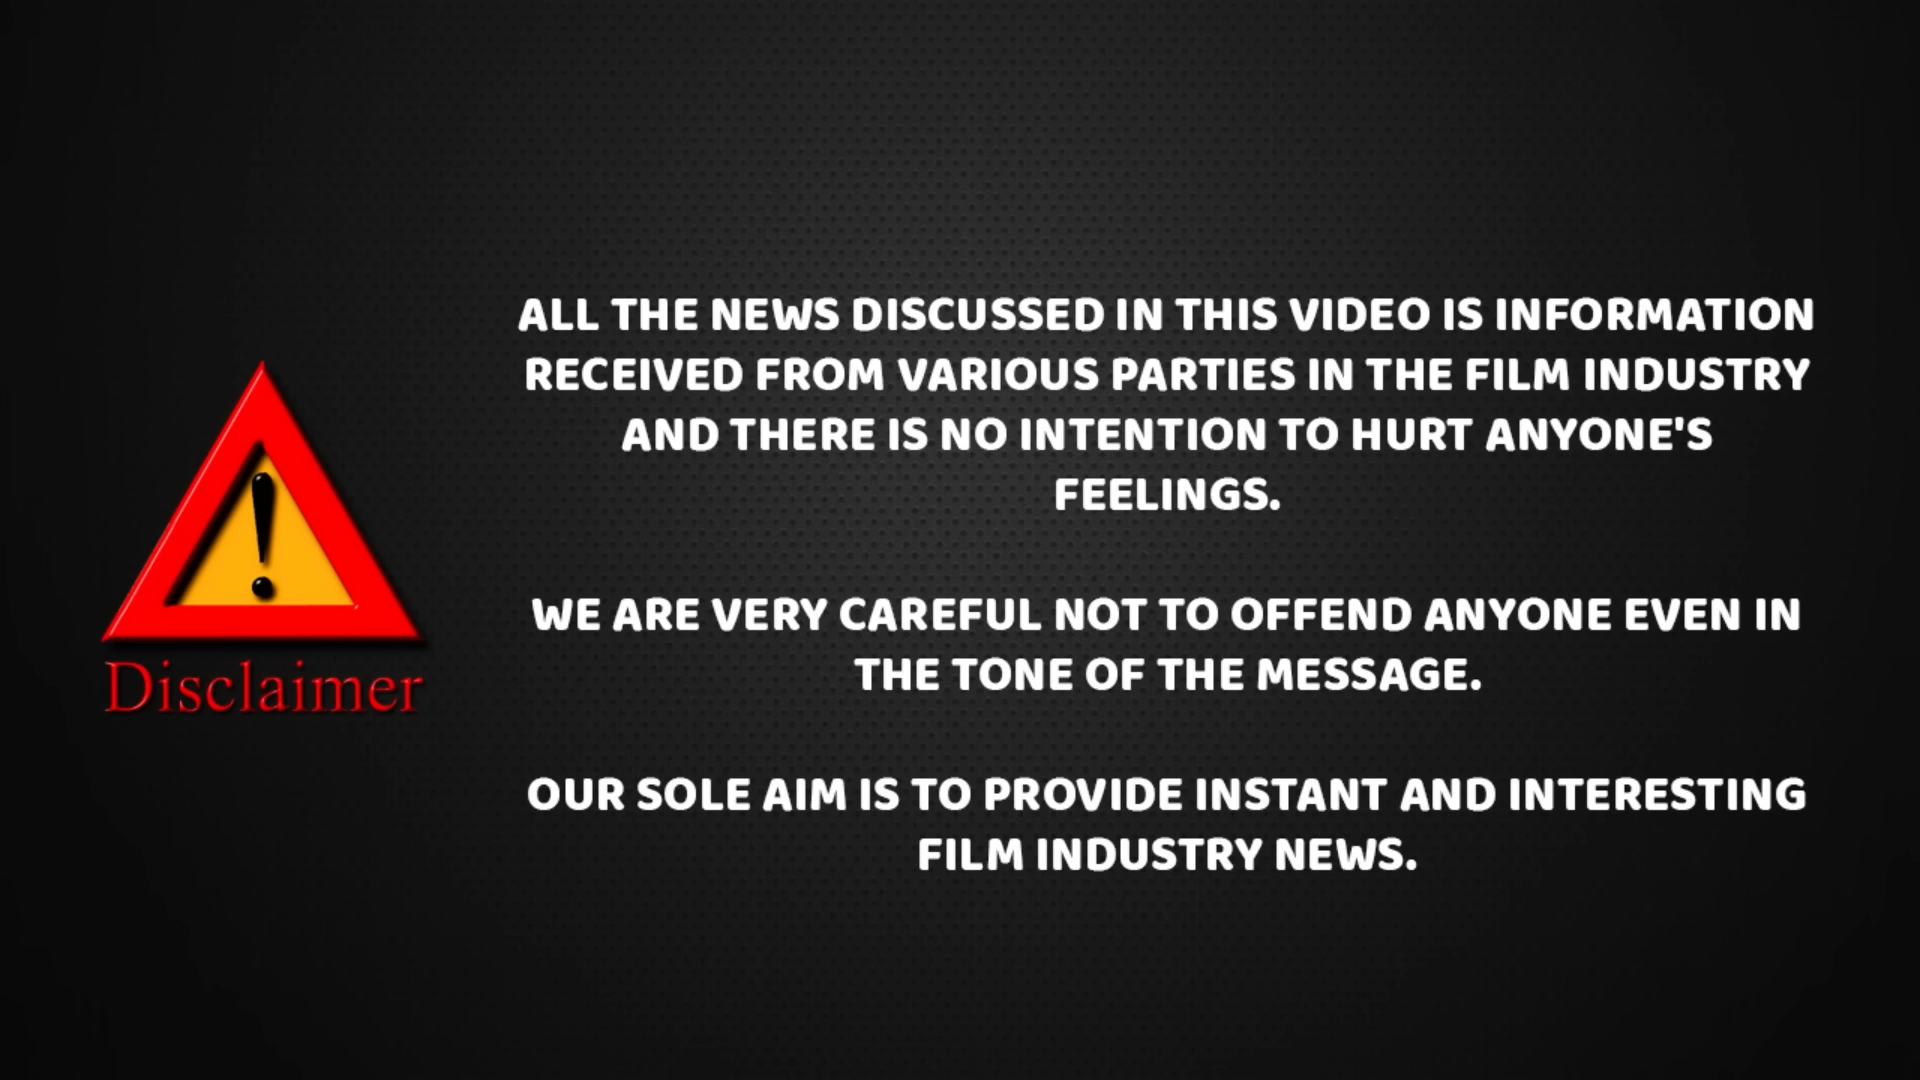 ALL THE NEWS DISCUSSED IN THIS VIDEO IS INFORMATION
RECEIVED FROM VARIOUS PARTIES IN THE FILM INDUSTRY
AND THERE IS NO INTENTION TO HURT ANYONE'S
FEELINGS.
WE ARE VERY CAREFUL NOT TO OFFEND ANYONE EVEN IN
THE TONE OF THE MESSAGE.
OUR SOLE AIM IS TO PROVIDE INSTANT AND INTERESTING
FILM INDUSTRY NEWS.
Disclaimer